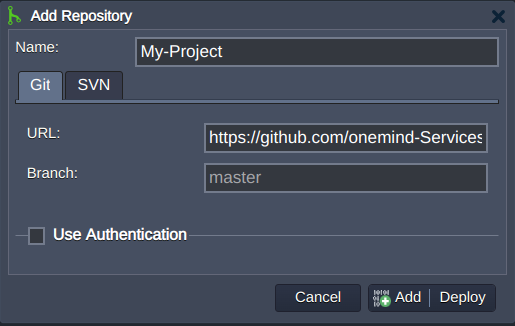 Add Repository
Name: My-Project
Git SVN
URL: https://github.com/onemind-Services
Branch: master
Use Authentication
Cancel Add Deploy